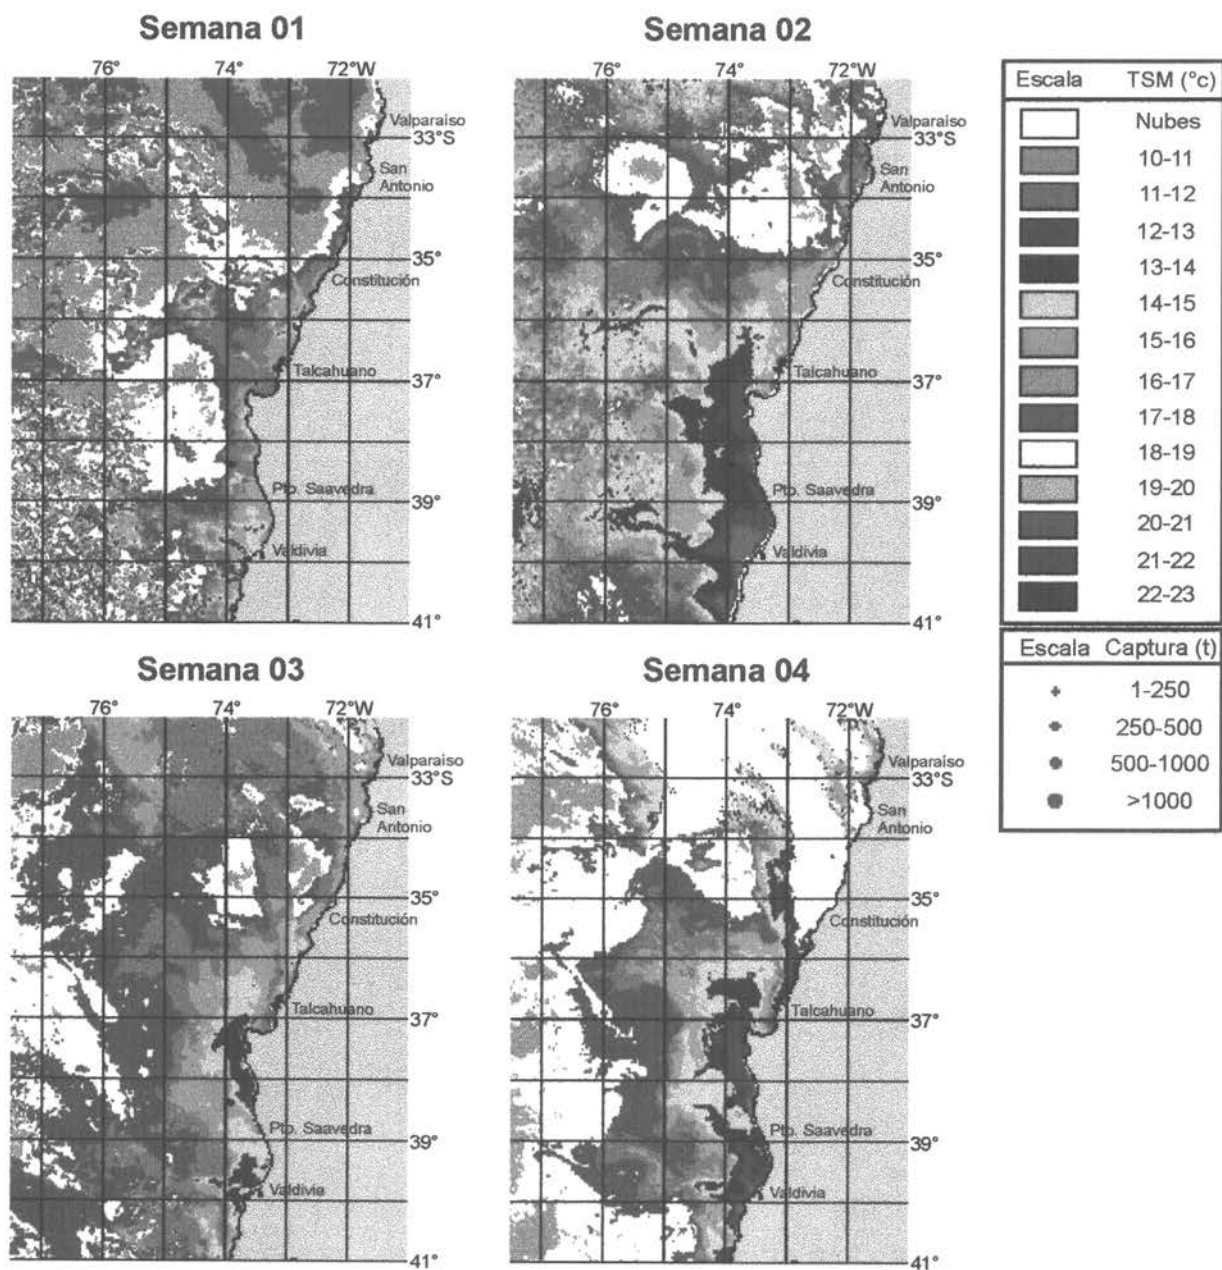 Semana 01
76° 74° 72°W
Valparaiso
33°S
San
Antonio
35°
Constitución
Talcahuano
37°
Pto. Saavedra
39°
Valdivia
41°
Semana 02
76° 74° 72°W
Valparaiso
33°S
San
Antonio
35°
Constitución
Talcahuano
37°
Pto. Saavedra
39°
Valdivia
41°
Escala TSM (°c)
Nubes
10-11
11-12
12-13
13-14
14-15
15-16
16-17
17-18
18-19
19-20
20-21
21-22
22-23
Escala Captura (t)
1-250
250-500
500-1000
>1000
Semana 03
76° 74° 72°W
Valparaiso
33°S
San
Antonio
35°
Constitución
Talcahuano
37°
Pto. Saavedra
39°
Valdivia
41°
Semana 04
76° 74° 72°W
Valparaiso
33°S
San
Antonio
35°
Constitución
Talcahuano
37°
Pto. Saavedra
39°
Valdivia
41°